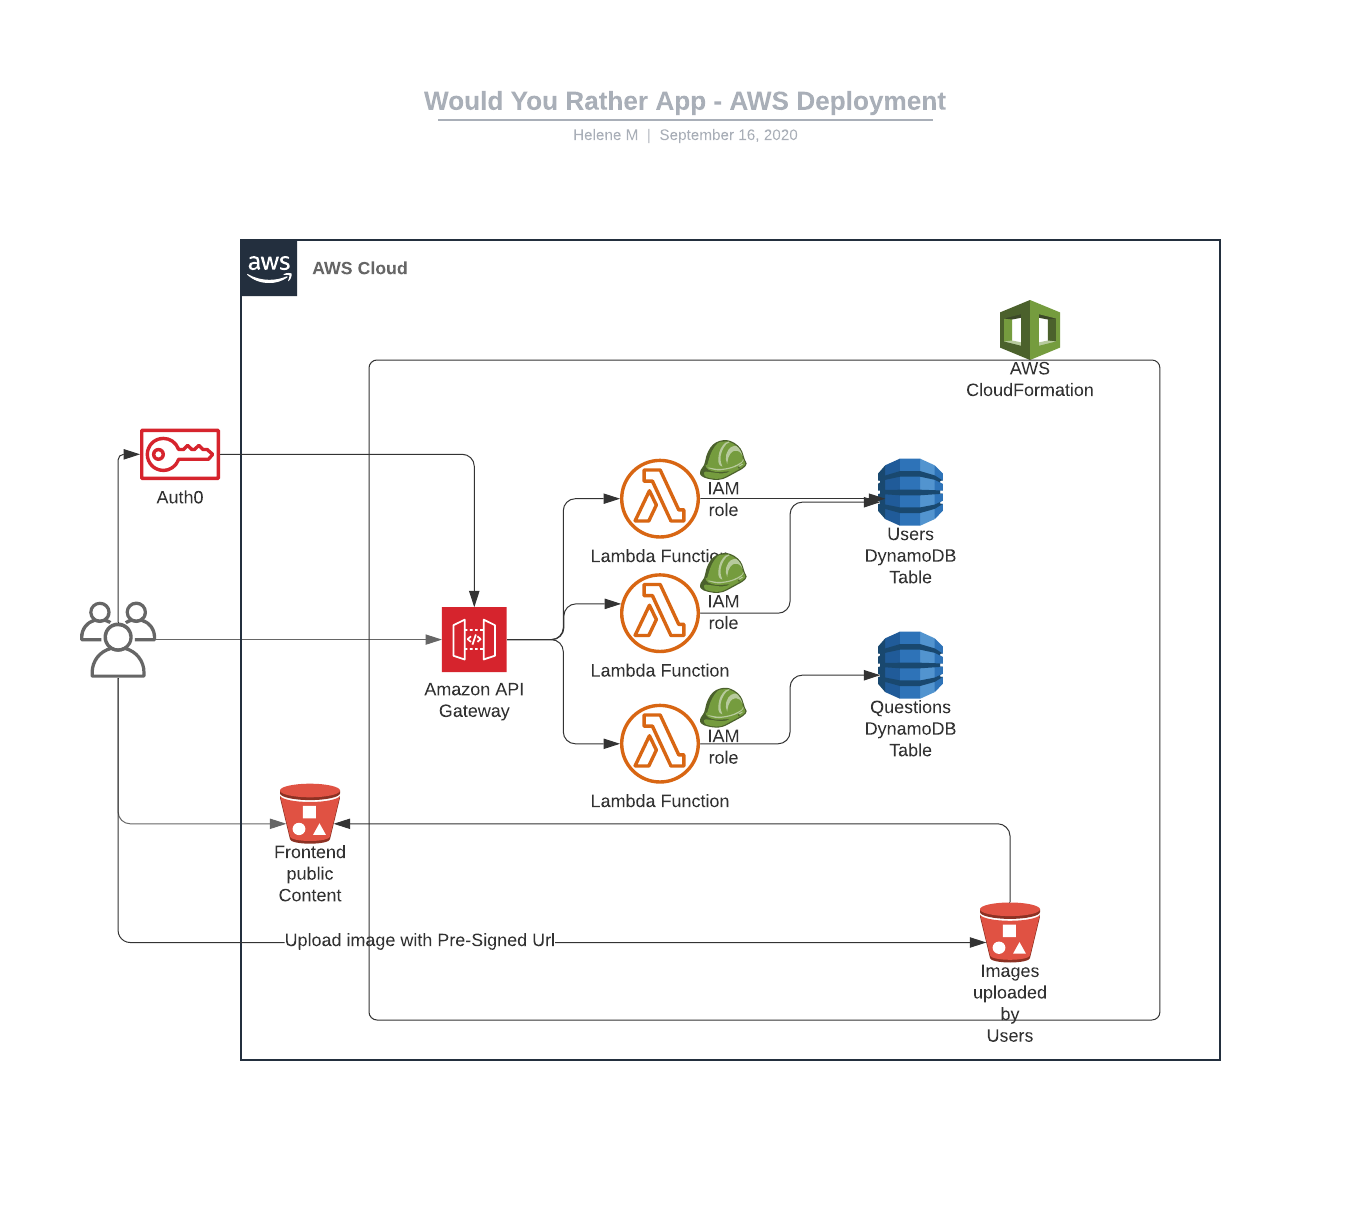 Would You Rather App - AWS Deployment
Helene M | September 16, 2020
aws
AWS Cloud
AWS
CloudFormation
Auth0
IAM
role
Lambda Function
Users
DynamoDB
Table
IAM
role
Lambda Function
Amazon API
Gateway
Questions
DynamoDB
Table
IAM
role
Lambda Function
Frontend
public
Content
Upload image with Pre-Signed Url
Images
uploaded
by
Users